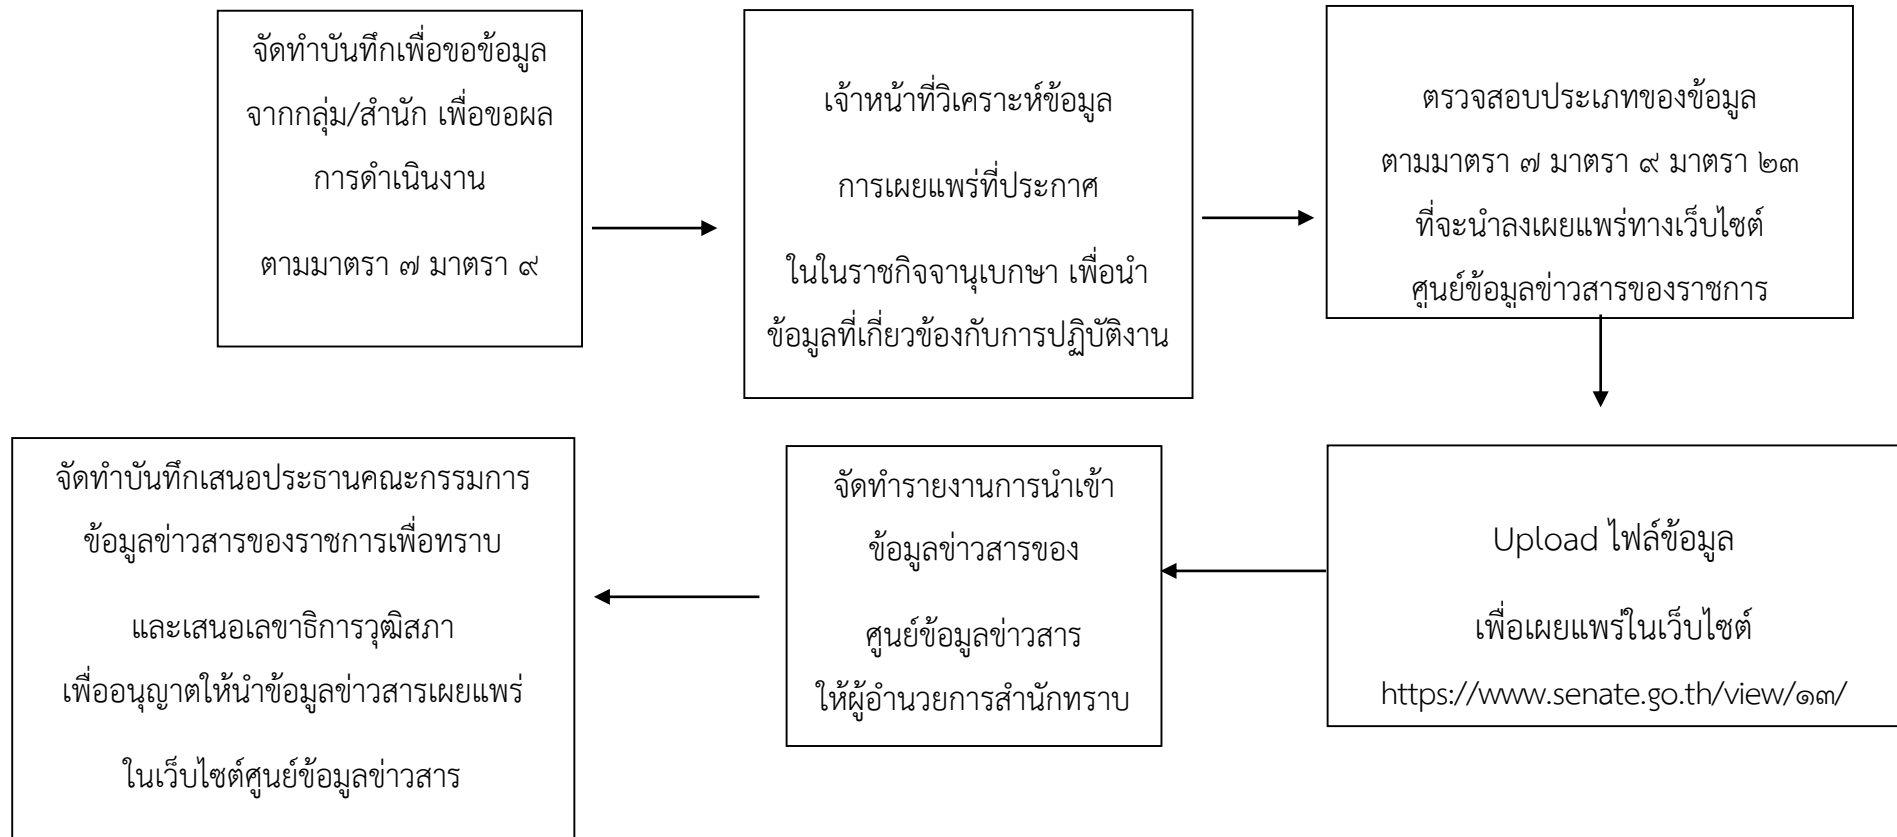 จัดทำบันทึกเพื่อขอข้อมูล
จากกลุ่ม/สำนัก เพื่อขอผล
การดำเนินงาน
ตามมาตรา ๗ มาตรา ๙
เจ้าหน้าที่วิเคราะห์ข้อมูล
การเผยแพร่ที่ประกาศ
ในในราชกิจจานุเบกษา เพื่อนำ
ข้อมูลที่เกี่ยวข้องกับการปฏิบัติงาน
ตรวจสอบประเภทของข้อมูล
ตามมาตรา ๗ มาตรา ๙ มาตรา ๒๓
ที่จะนำลงเผยแพร่ทางเว็บไซต์
ศูนย์ข้อมูลข่าวสารของราชการ
Upload ไฟล์ข้อมูล
เพื่อเผยแพร่ในเว็บไซต์
https://www.senate.go.th/view/๑๓/
จัดทำรายงานการนำเข้า
ข้อมูลข่าวสารของ
ศูนย์ข้อมูลข่าวสาร
ให้ผู้อำนวยการสำนักทราบ
จัดทำบันทึกเสนอประธานคณะกรรมการ
ข้อมูลข่าวสารของราชการเพื่อทราบ
และเสนอเลขาธิการวุฒิสภา
เพื่ออนุญาตให้นำข้อมูลข่าวสารเผยแพร่
ในเว็บไซต์ศูนย์ข้อมูลข่าวสาร